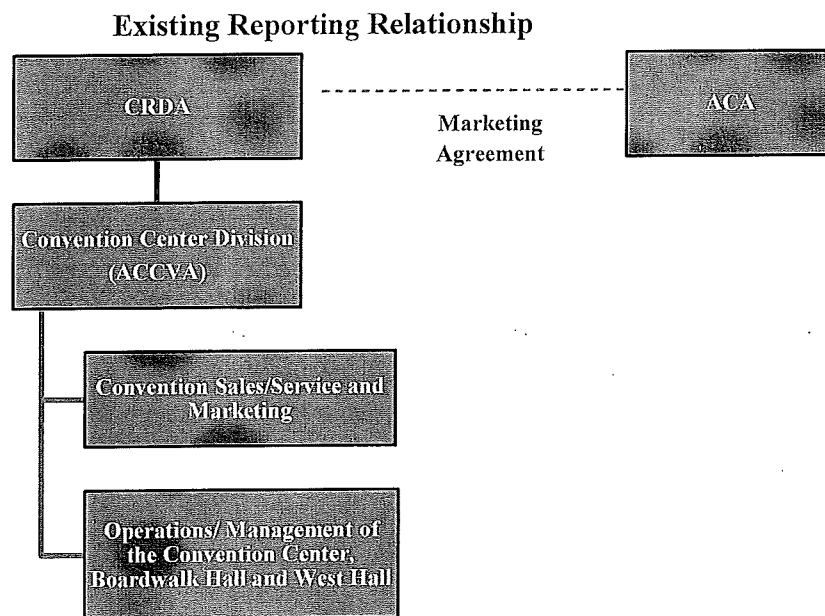 Existing Reporting Relationship
CRDA
ACA
Marketing
Agreement
Convention Center Division
(ACCVA)
Convention Sales/Service and
Marketing
Operations/ Management of
the Convention Center,
Boardwalk Hall and West Hall